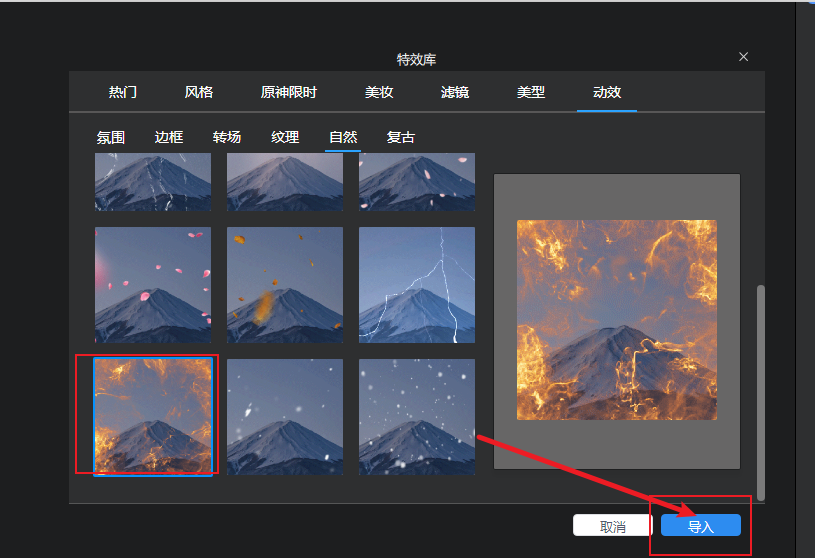 特效库
热门 风格 原神限时 美妆 滤镜 美型 动效
氛围 边框 转场 纹理 自然 复古
取消 导入